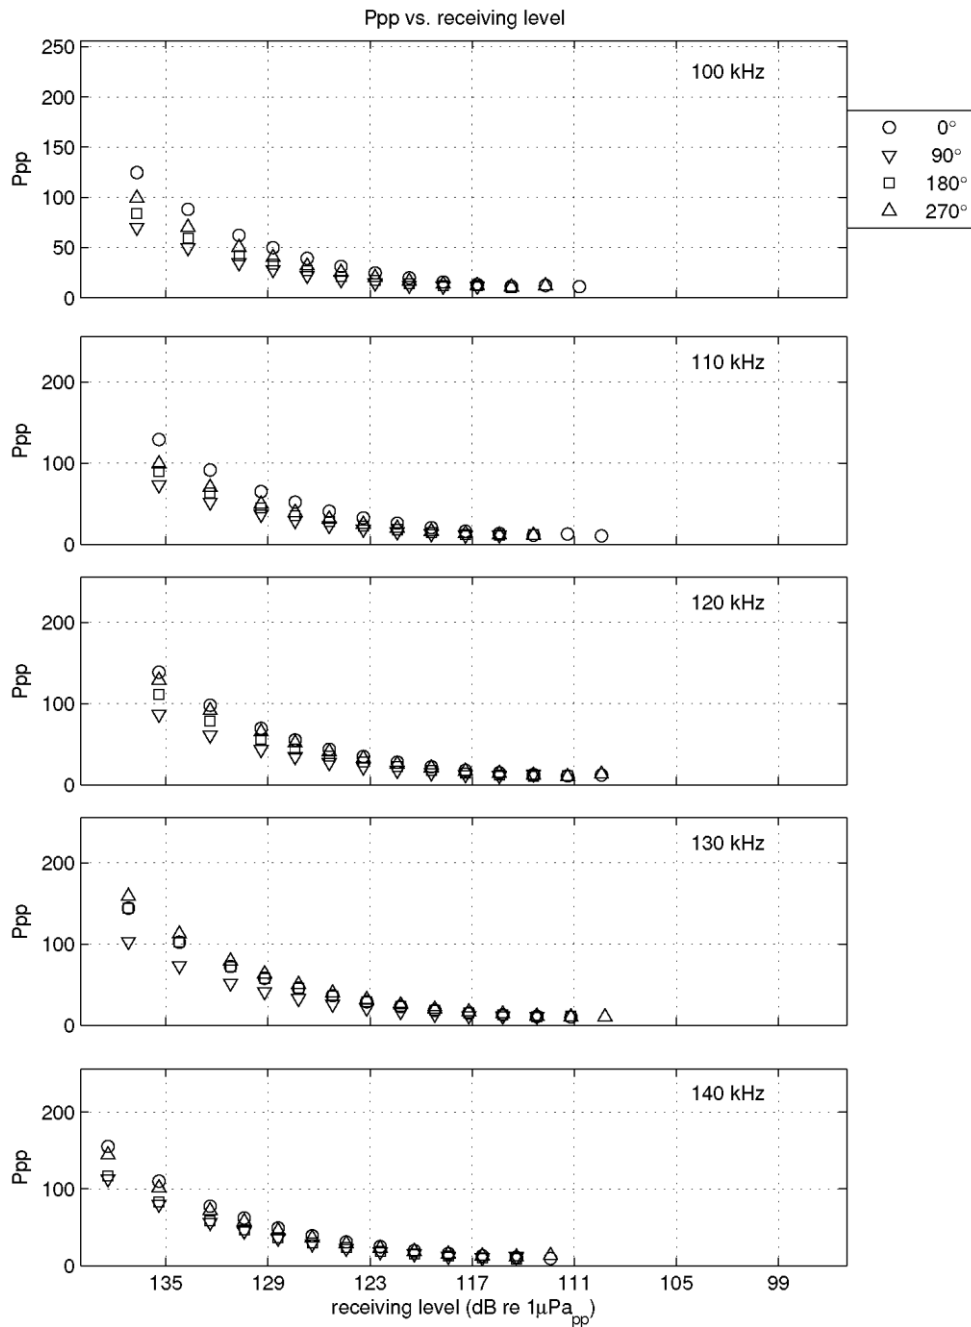 Ppp vs. receiving level
250
200
150
100
50
0
Ppp
100 kHz
0°
90°
180°
270°
200
100
0
Ppp
110 kHz
200
100
0
Ppp
120 kHz
200
100
0
Ppp
130 kHz
200
100
0
Ppp
140 kHz
135 129 123 117 111 105 99
receiving level (dB re 1μPapp)